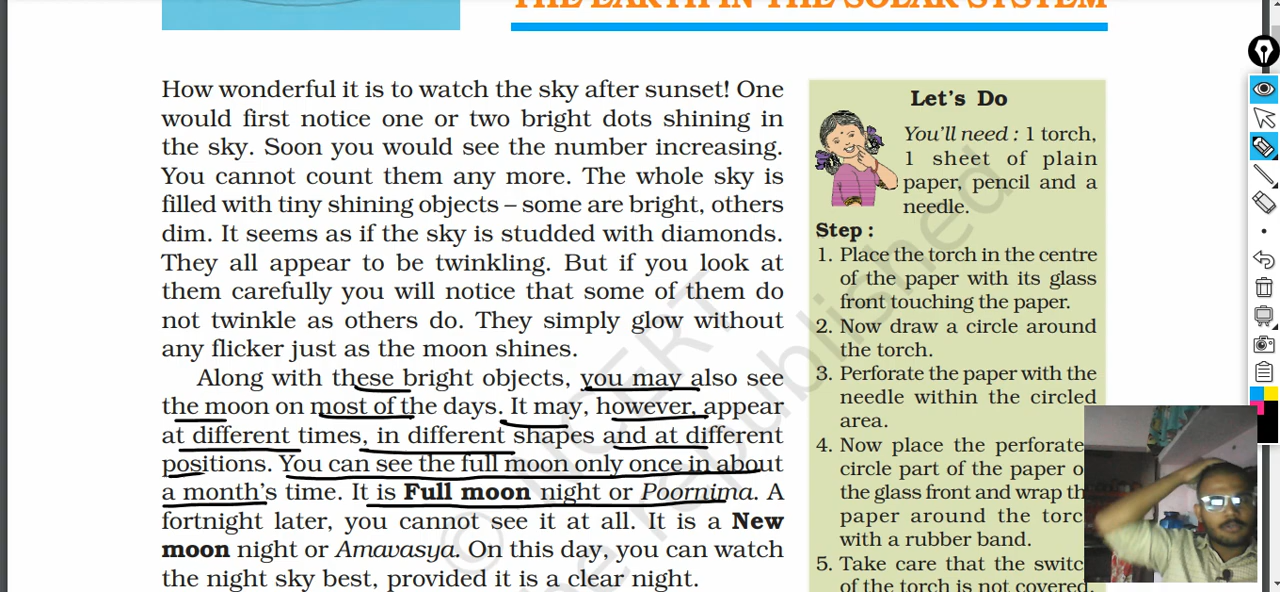 THE EARTH IN THE SOLAR SYSTEM
How wonderful it is to watch the sky after sunset! One
would first notice one or two bright dots shining in
the sky. Soon you would see the number increasing.
You cannot count them any more. The whole sky is
filled with tiny shining objects – some are bright, others
dim. It seems as if the sky is studded with diamonds.
They all appear to be twinkling. But if you look at
them carefully you will notice that some of them do
not twinkle as others do. They simply glow without
any flicker just as the moon shines.
Along with these bright objects, you may also see
the moon on most of the days. It may, however, appear
at different times, in different shapes and at different
positions. You can see the full moon only once in about
a month's time. It is Full moon night or Poornima. A
fortnight later, you cannot see it at all. It is a New
moon night or Amavasya. On this day, you can watch
the night sky best, provided it is a clear night.
Let's Do
You'll need : 1 torch,
1 sheet of plain
paper, pencil and a
needle.
Step :
1. Place the torch in the centre
of the paper with its glass
front touching the paper.
2. Now draw a circle around
the torch.
3. Perforate the paper with the
needle within the circled
area.
4. Now place the perforate
circle part of the paper o
the glass front and wrap th
paper around the torc
with a rubber band.
5. Take care that the switc
of the torch is not covered.
© NCERT
be republished